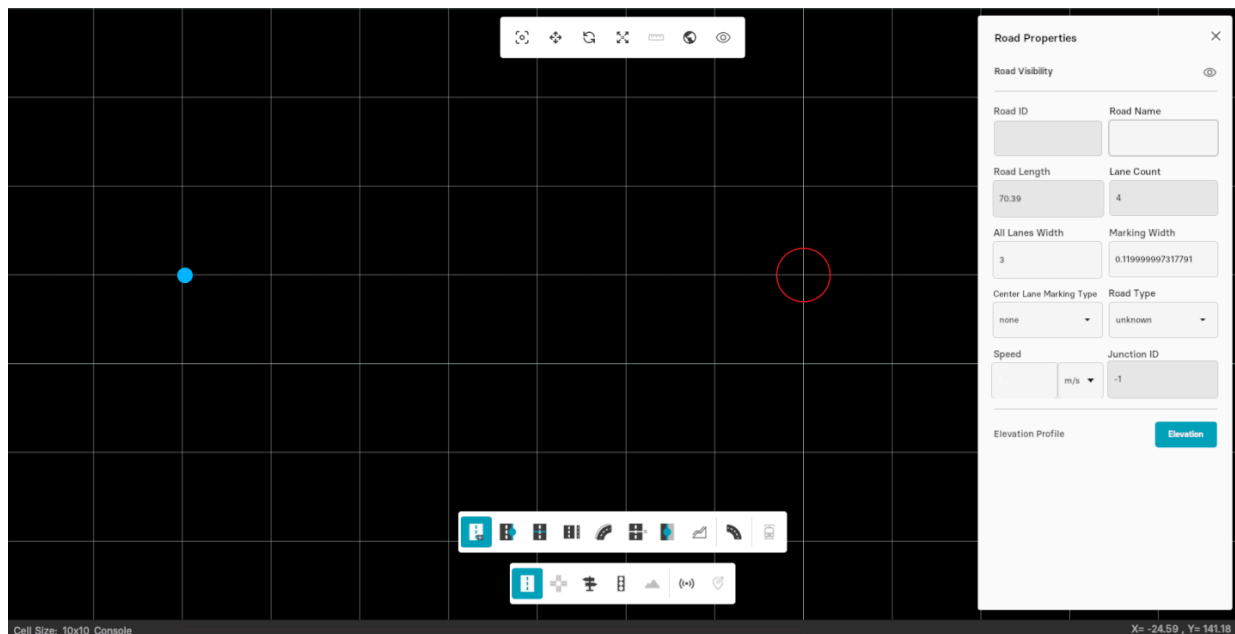 Road Properties
Road Visibility
Road ID Road Name
Road Length Lane Count
70.39 4
All Lanes Width Marking Width
3 0.119999997317791
Center Lane Marking Type Road Type
none unknown
Speed Junction ID
m/s -1
Elevation Profile Elevation
Cell Size: 10x10 Console X= -24.59 , Y= 141.18